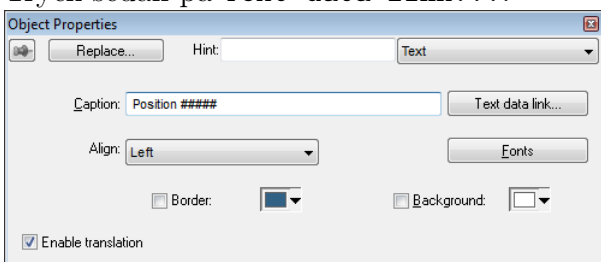 Object Properties
Replace... Hint: Text
Caption: Position ##### Text data link...
Align: Left Fonts
Border: Background:
Enable translation